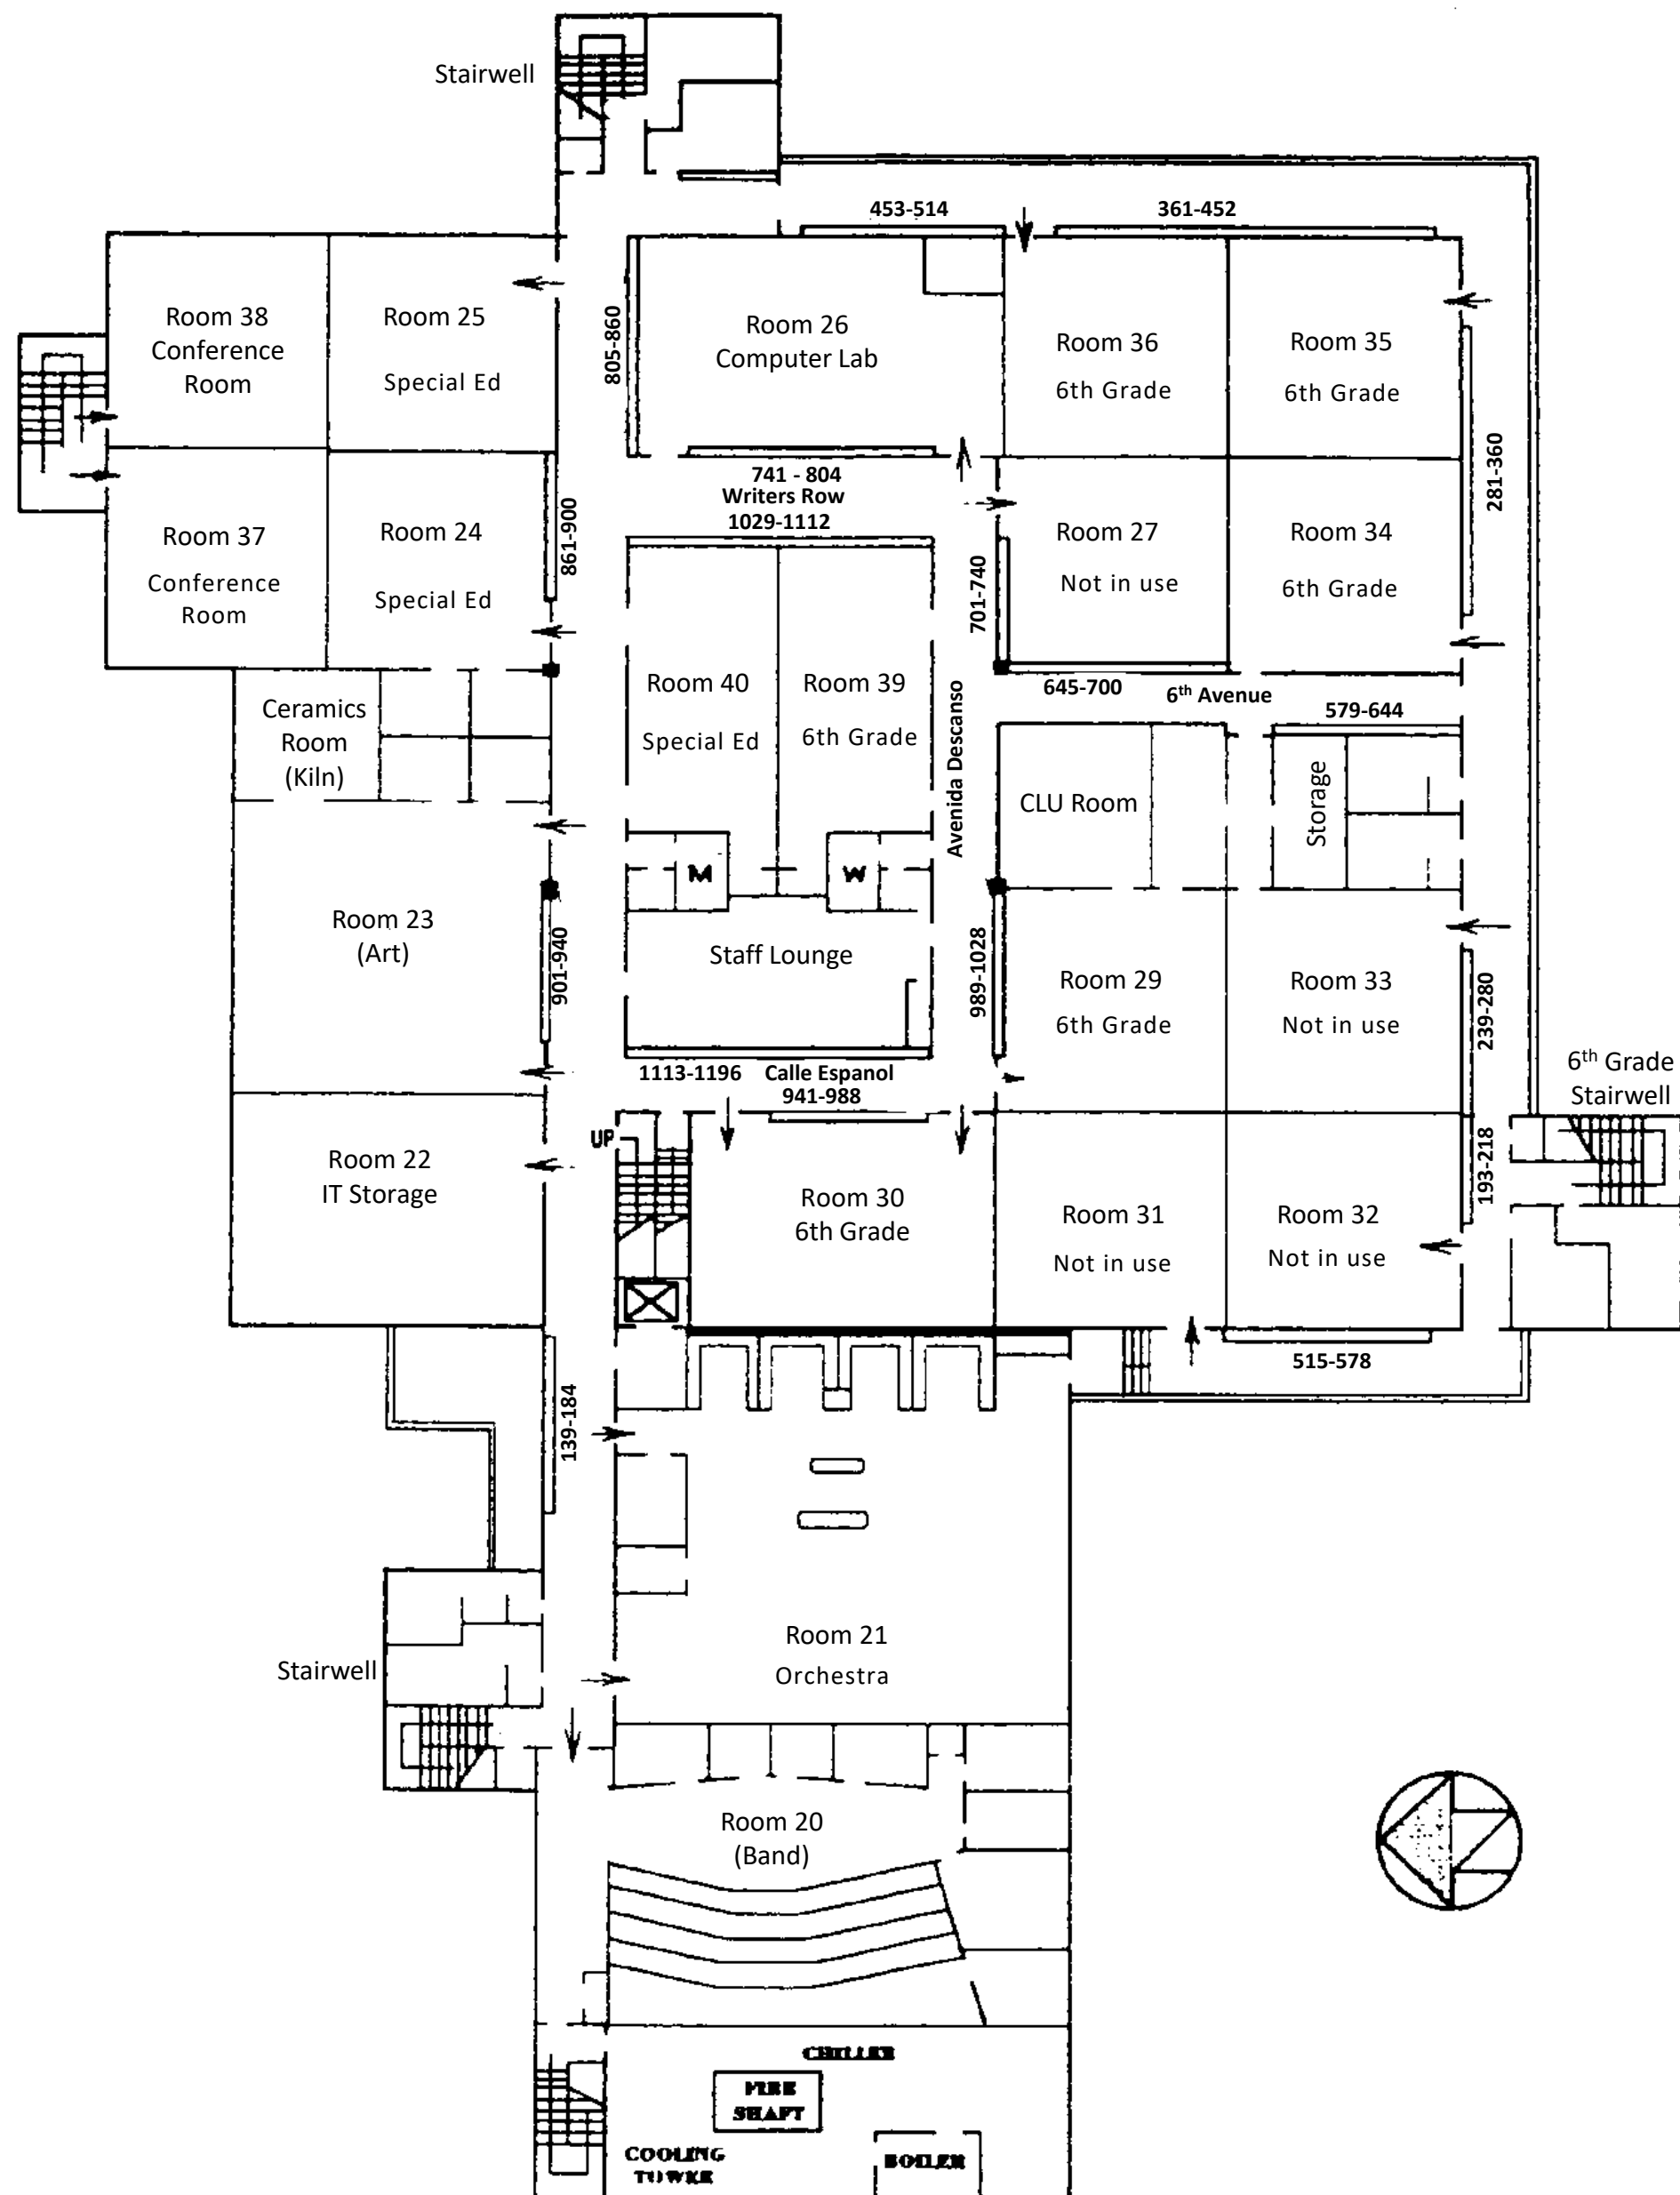 Stairwell
453-514
361-452
Room 38
Conference
Room
Room 25
Special Ed
805-860
Room 26
Computer Lab
Room 36
6th Grade
Room 35
6th Grade
281-360
741 - 804
Writers Row
1029-1112
Room 37
Conference
Room
Room 24
Special Ed
861-900
701-740
Room 27
Not in use
Room 34
6th Grade
Ceramics
Room
(Kiln)
Room 40
Special Ed
Room 39
6th Grade
Avenida Descanso
645-700
6th Avenue
579-644
CLU Room
Storage
M
W
Room 23
(Art)
901-940
Staff Lounge
989-1028
Room 29
6th Grade
Room 33
Not in use
239-280
1113-1196 Calle Espanol
941-988
6th Grade
Stairwell
UP
Room 22
IT Storage
Room 30
6th Grade
Room 31
Not in use
Room 32
Not in use
193-218
515-578
139-184
Room 21
Orchestra
Stairwell
Room 20
(Band)
CHILLER
FIRE
SHAFT
COOLING
TOWER
BOILER